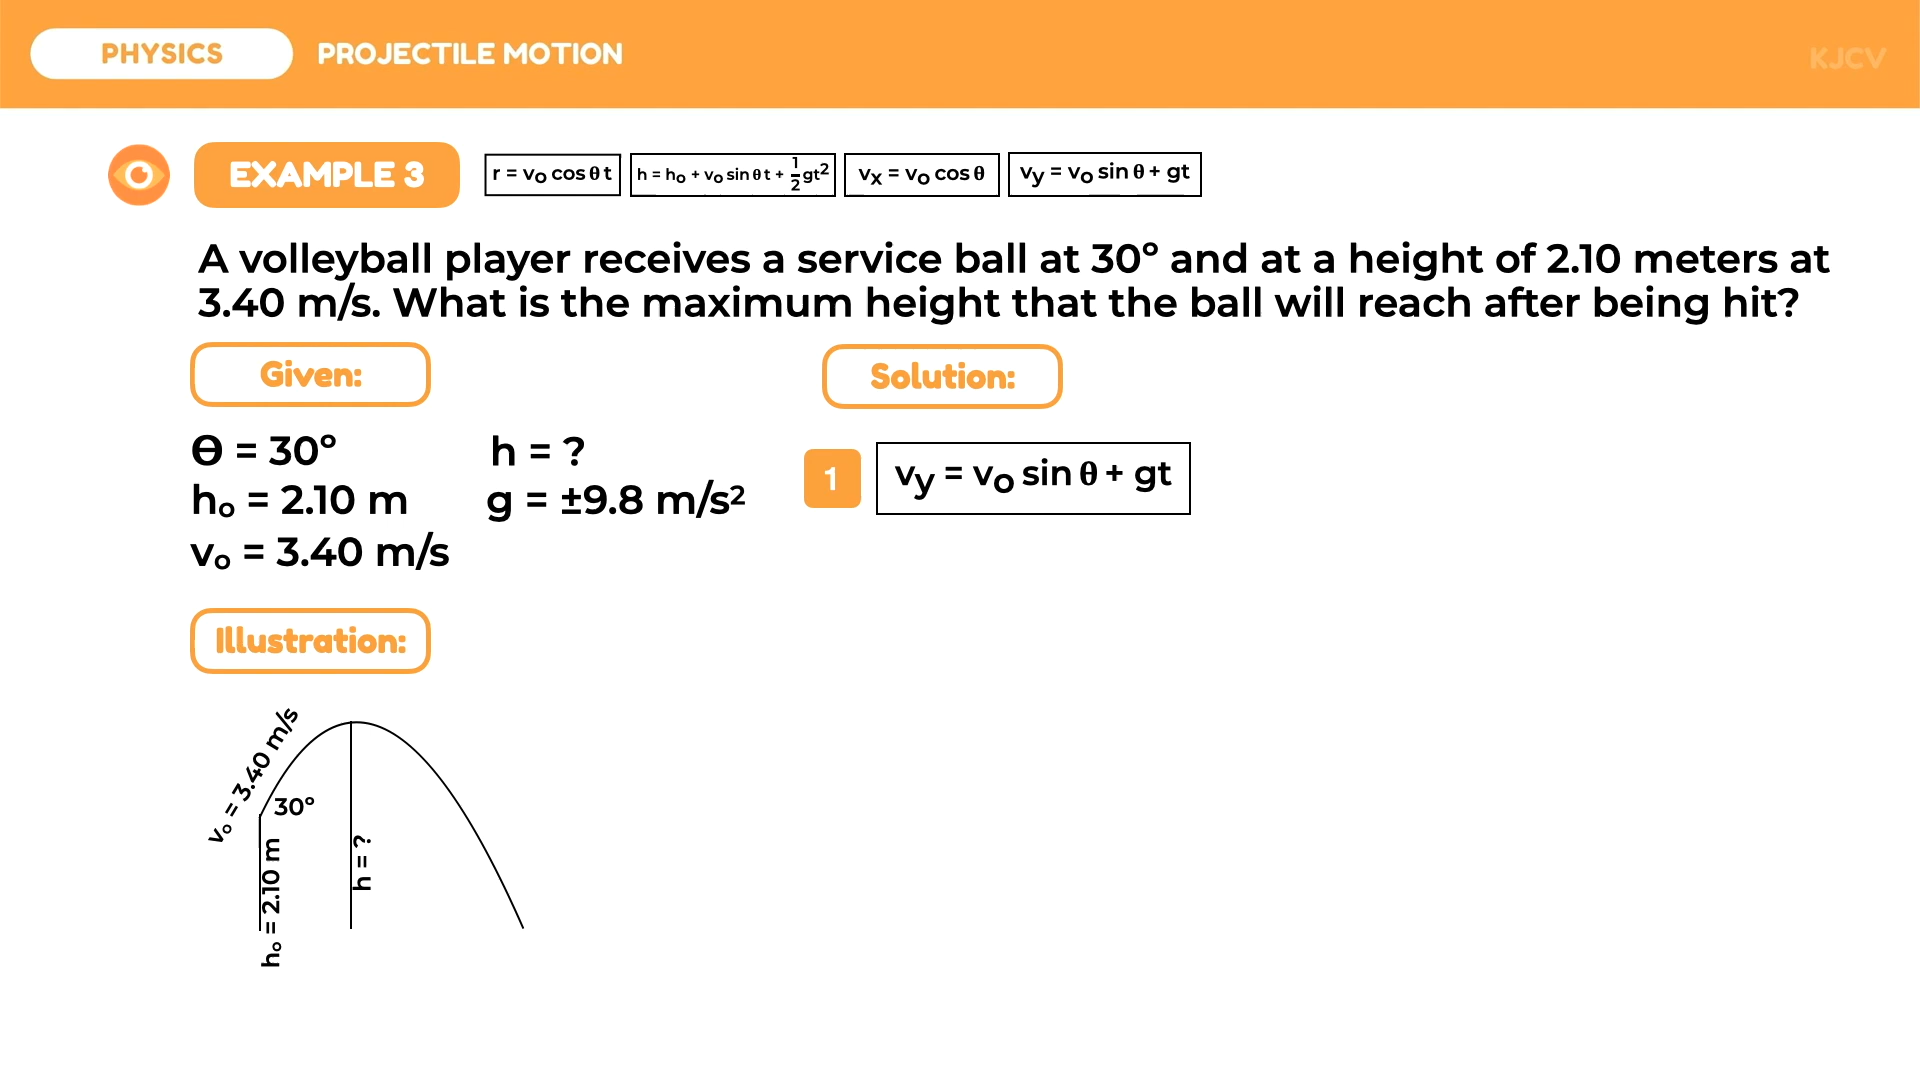 PHYSICS PROJECTILE MOTION KJCV
EXAMPLE 3
r = vₒ cos θ t
h = hₒ + vₒ sin θ t + 1/2 gt²
vₓ = vₒ cos θ
vy = vₒ sin θ + gt
A volleyball player receives a service ball at 30º and at a height of 2.10 meters at
3.40 m/s. What is the maximum height that the ball will reach after being hit?
Given:
ϴ = 30º
hₒ = 2.10 m
vₒ = 3.40 m/s
h = ?
g = ±9.8 m/s²
Solution:
1 vy = vₒ sin θ + gt
Illustration:
vₒ = 3.40 m/s
30º
hₒ = 2.10 m
h = ?